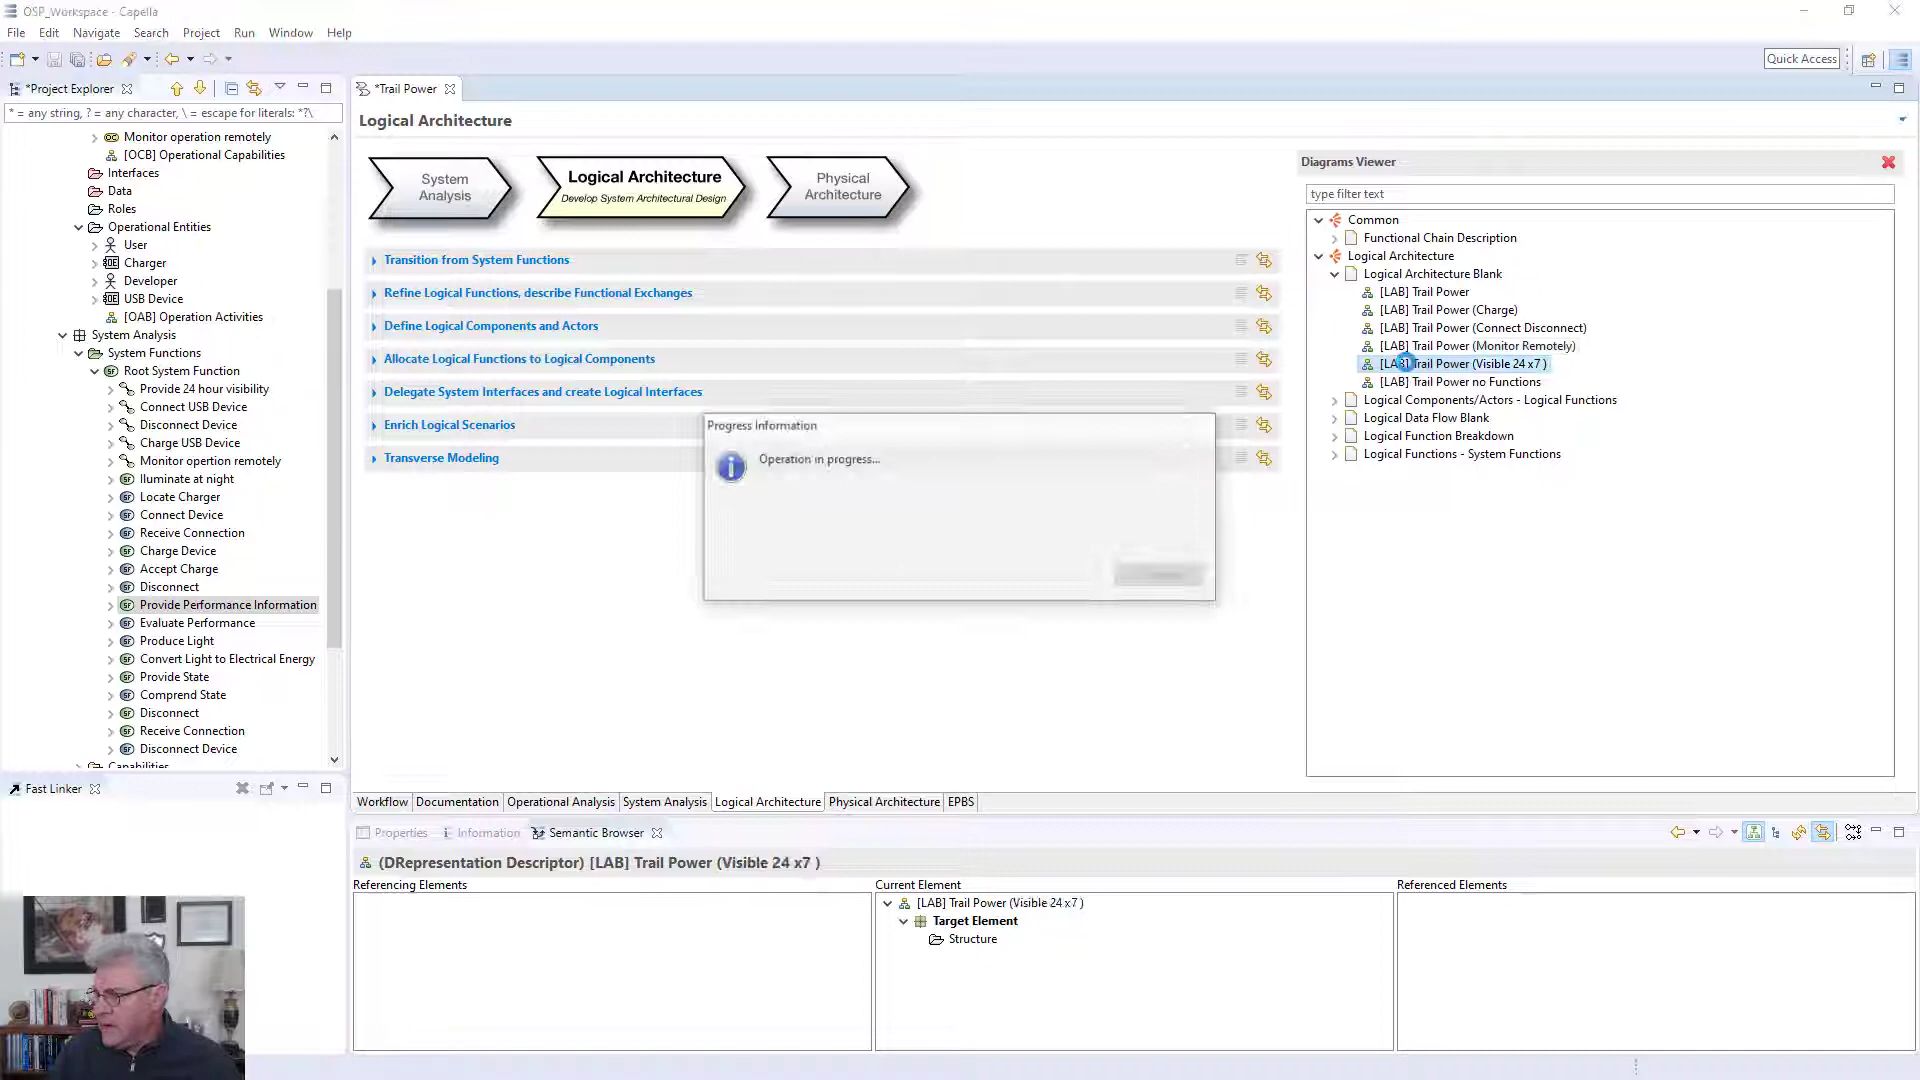 OSP_Workspace - Capella
File Edit Navigate Search Project Run Window Help
Quick Access
*Project Explorer
* = any string, ? = any character, \ = escape for literals: *?\
Monitor operation remotely
[OCB] Operational Capabilities
Interfaces
Data
Roles
Operational Entities
User
Charger
Developer
USB Device
[OAB] Operation Activities
System Analysis
System Functions
Root System Function
Provide 24 hour visibility
Connect USB Device
Disconnect Device
Charge USB Device
Monitor opertion remotely
Iluminate at night
Locate Charger
Connect Device
Receive Connection
Charge Device
Accept Charge
Disconnect
Provide Performance Information
Evaluate Performance
Produce Light
Convert Light to Electrical Energy
Provide State
Comprend State
Disconnect
Receive Connection
Disconnect Device
Capabilities
Fast Linker
*Trail Power
Logical Architecture
System Analysis
Logical Architecture
Develop System Architectural Design
Physical Architecture
Transition from System Functions
Refine Logical Functions, describe Functional Exchanges
Define Logical Components and Actors
Allocate Logical Functions to Logical Components
Delegate System Interfaces and create Logical Interfaces
Enrich Logical Scenarios
Transverse Modeling
Progress Information
Operation in progress...
Diagrams Viewer
type filter text
Common
Functional Chain Description
Logical Architecture
Logical Architecture Blank
[LAB] Trail Power
[LAB] Trail Power (Charge)
[LAB] Trail Power (Connect Disconnect)
[LAB] Trail Power (Monitor Remotely)
[LAB] Trail Power (Visible 24 x7 )
[LAB] Trail Power no Functions
Logical Components/Actors - Logical Functions
Logical Data Flow Blank
Logical Function Breakdown
Logical Functions - System Functions
Workflow Documentation Operational Analysis System Analysis Logical Architecture Physical Architecture EPBS
Properties Information Semantic Browser
(DRepresentation Descriptor) [LAB] Trail Power (Visible 24 x7 )
Referencing Elements
Current Element
Referenced Elements
[LAB] Trail Power (Visible 24 x7 )
Target Element
Structure